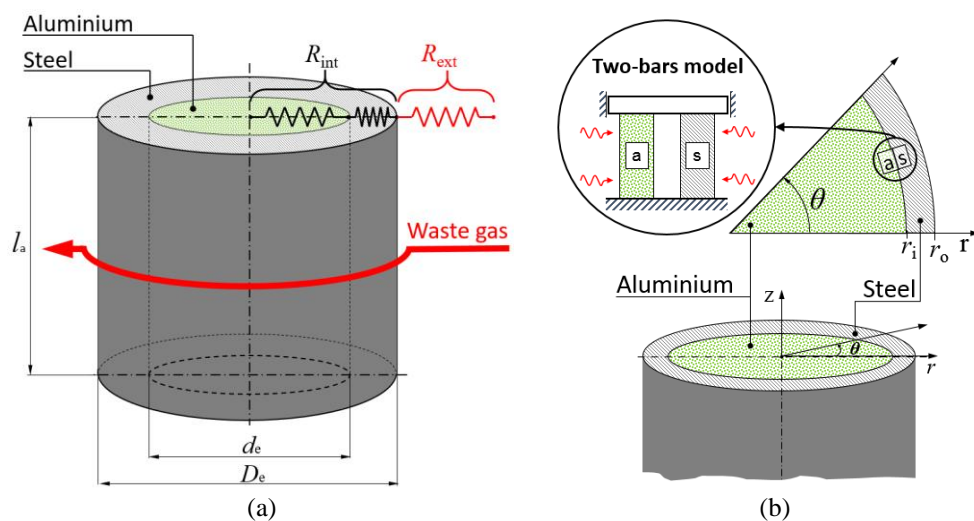 Aluminium
Steel
R_int
R_ext
l_a
Waste gas
d_e
D_e
(a)
Two-bars model
a
s
a s
θ
r_i
r_o
r
Aluminium
Steel
z
θ
r
(b)